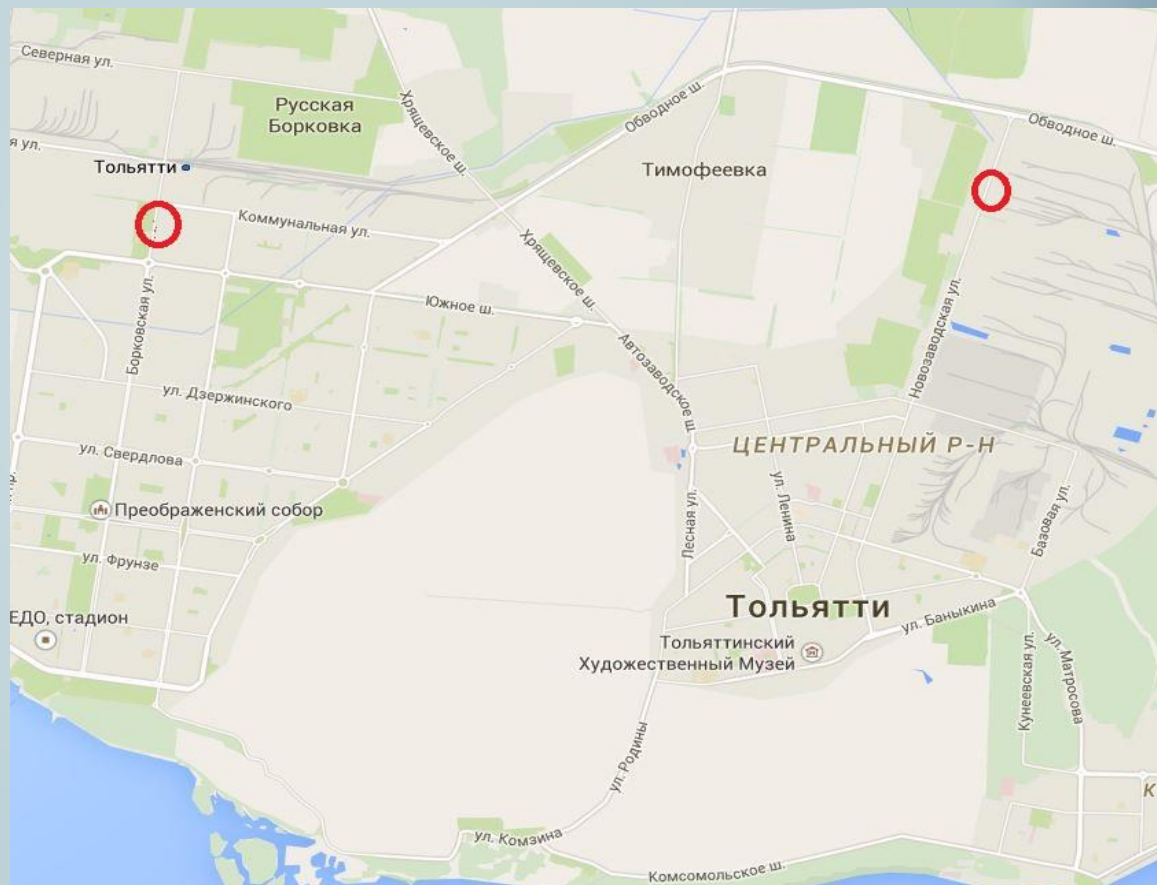 Северная ул.
Русская
Борковка
Хрящевское ш.
Обводное ш.
Обводное ш.
я ул.
Тольятти
Тимофеевка
Коммунальная ул.
Хрящевское ш.
Южное ш.
Борковская ул.
Новозаводская ул.
Автозаводское ш.
ул. Дзержинского
ЦЕНТРАЛЬНЫЙ Р-Н
ул. Свердлова
Преображенский собор
Лесная ул.
ул. Ленина
Базовая ул.
ул. Фрунзе
ЕДО, стадион
Тольятти
ул. Баныкина
Тольяттинский
Художественный Музей
Кунеевская ул.
ул. Матросова
ул. Родины
К
ул. Комзина
Комсомольское ш.